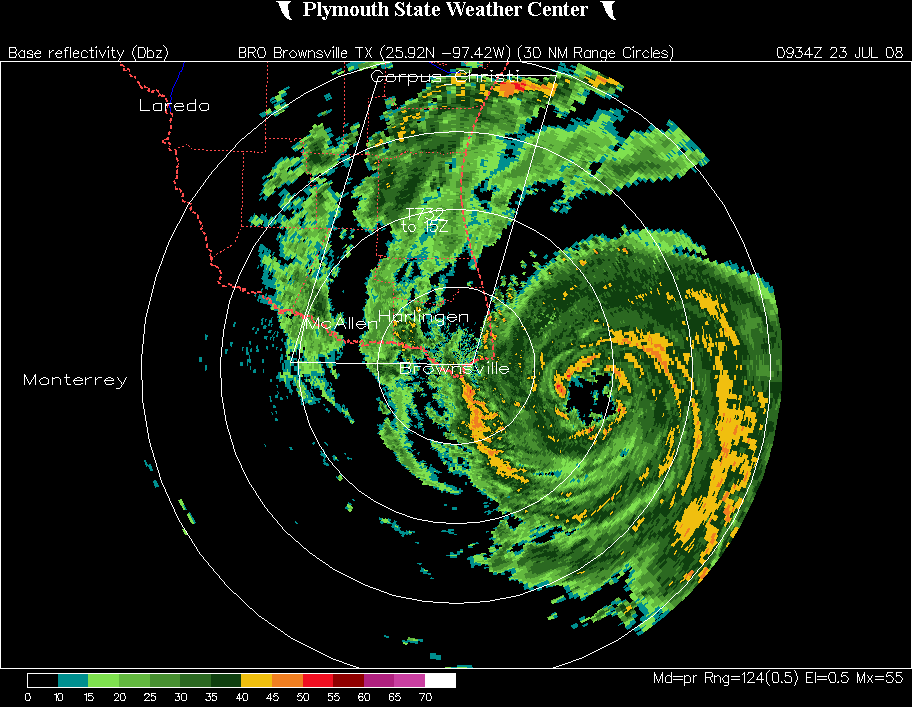 Plymouth State Weather Center
Base reflectivity (Dbz) BRO Brownsville TX (25.92N -97.42W) (30 NM Range Circles) 0934Z 23 JUL 08
Corpus Christi
Laredo
T732
to 15Z
Harlingen
McAllen
Brownsville
Monterrey
0 10 15 20 25 30 35 40 45 50 55 60 65 70
Md=pr Rng=124(0.5) El=0.5 Mx=55